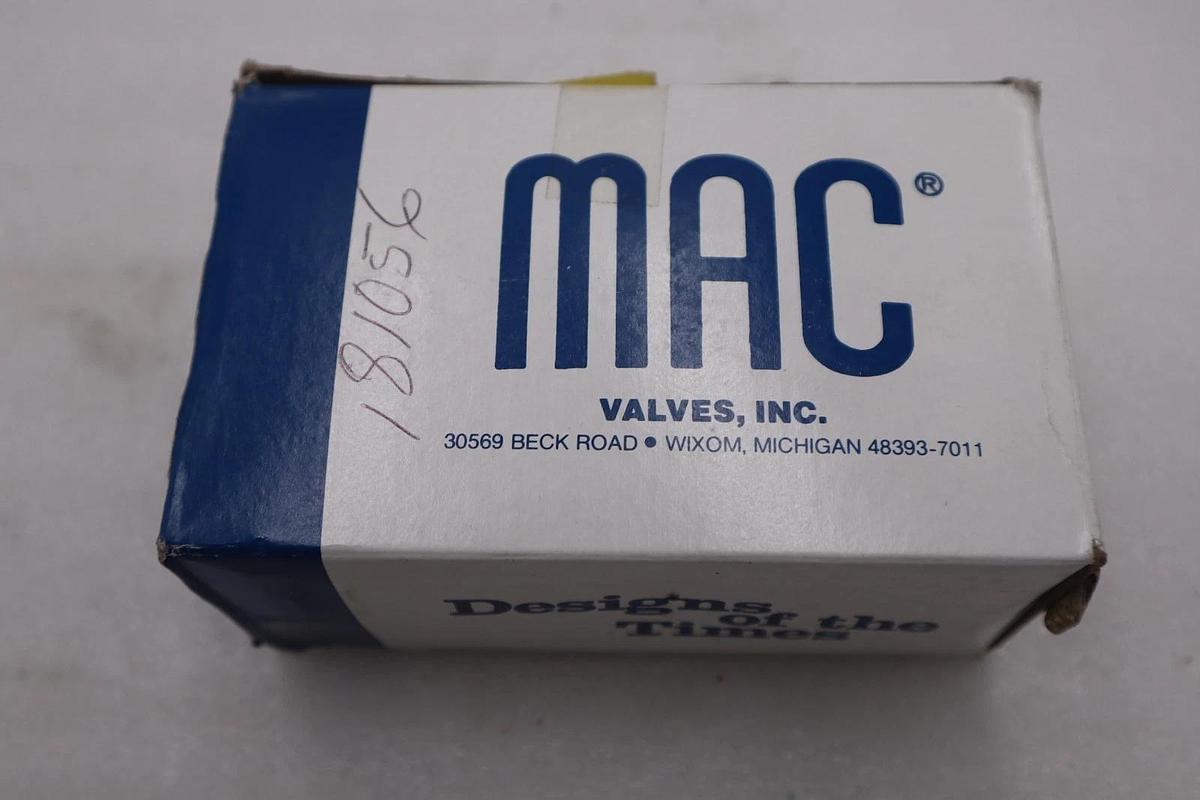 MAC®
VALVES, INC.
30569 BECK ROAD • WIXOM, MICHIGAN 48393-7011
181056
Designs
of the
Times